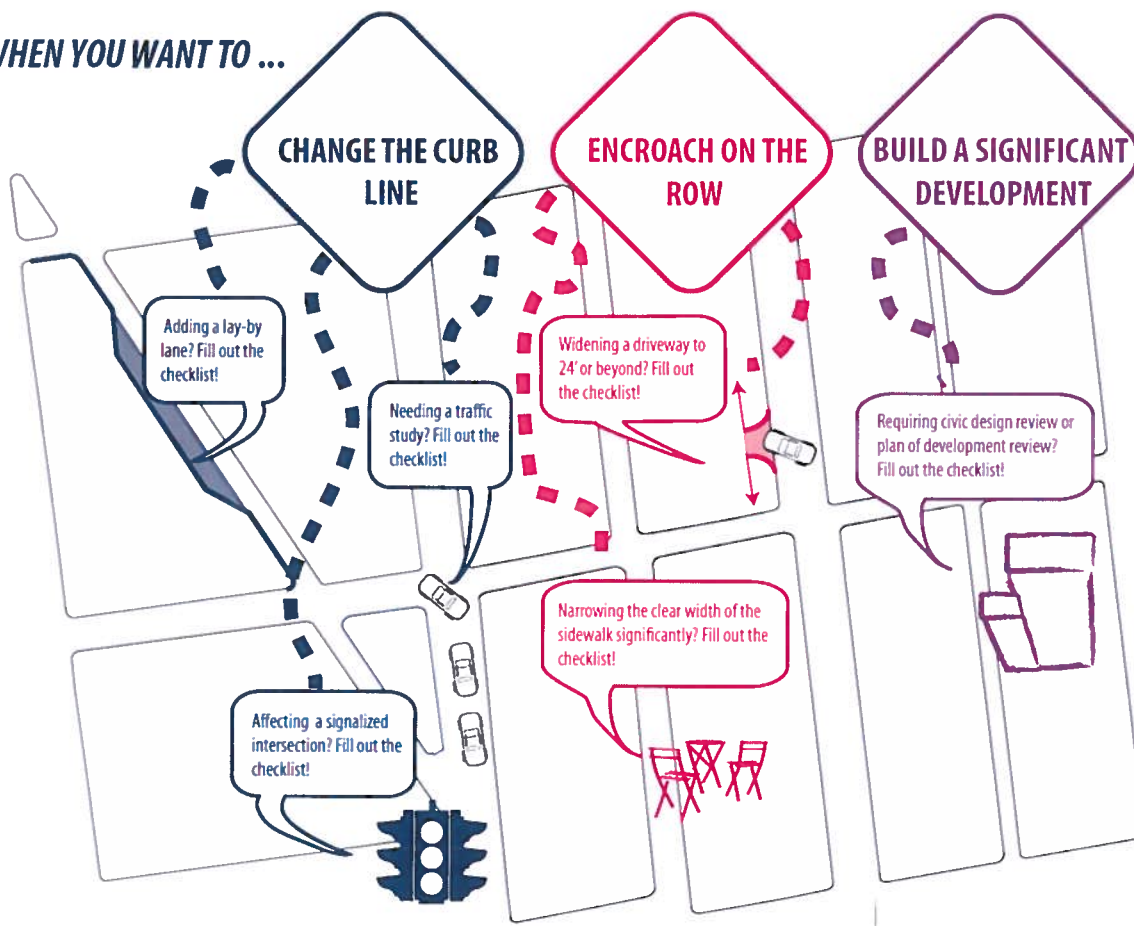 WHEN YOU WANT TO ...
CHANGE THE CURB
LINE
ENCROACH ON THE
ROW
BUILD A SIGNIFICANT
DEVELOPMENT
Adding a lay-by
lane? Fill out the
checklist!
Needing a traffic
study? Fill out the
checklist!
Affecting a signalized
intersection? Fill out the
checklist!
Widening a driveway to
24' or beyond? Fill out
the checklist!
Narrowing the clear width of the
sidewalk significantly? Fill out the
checklist!
Requiring civic design review or
plan of development review?
Fill out the checklist!